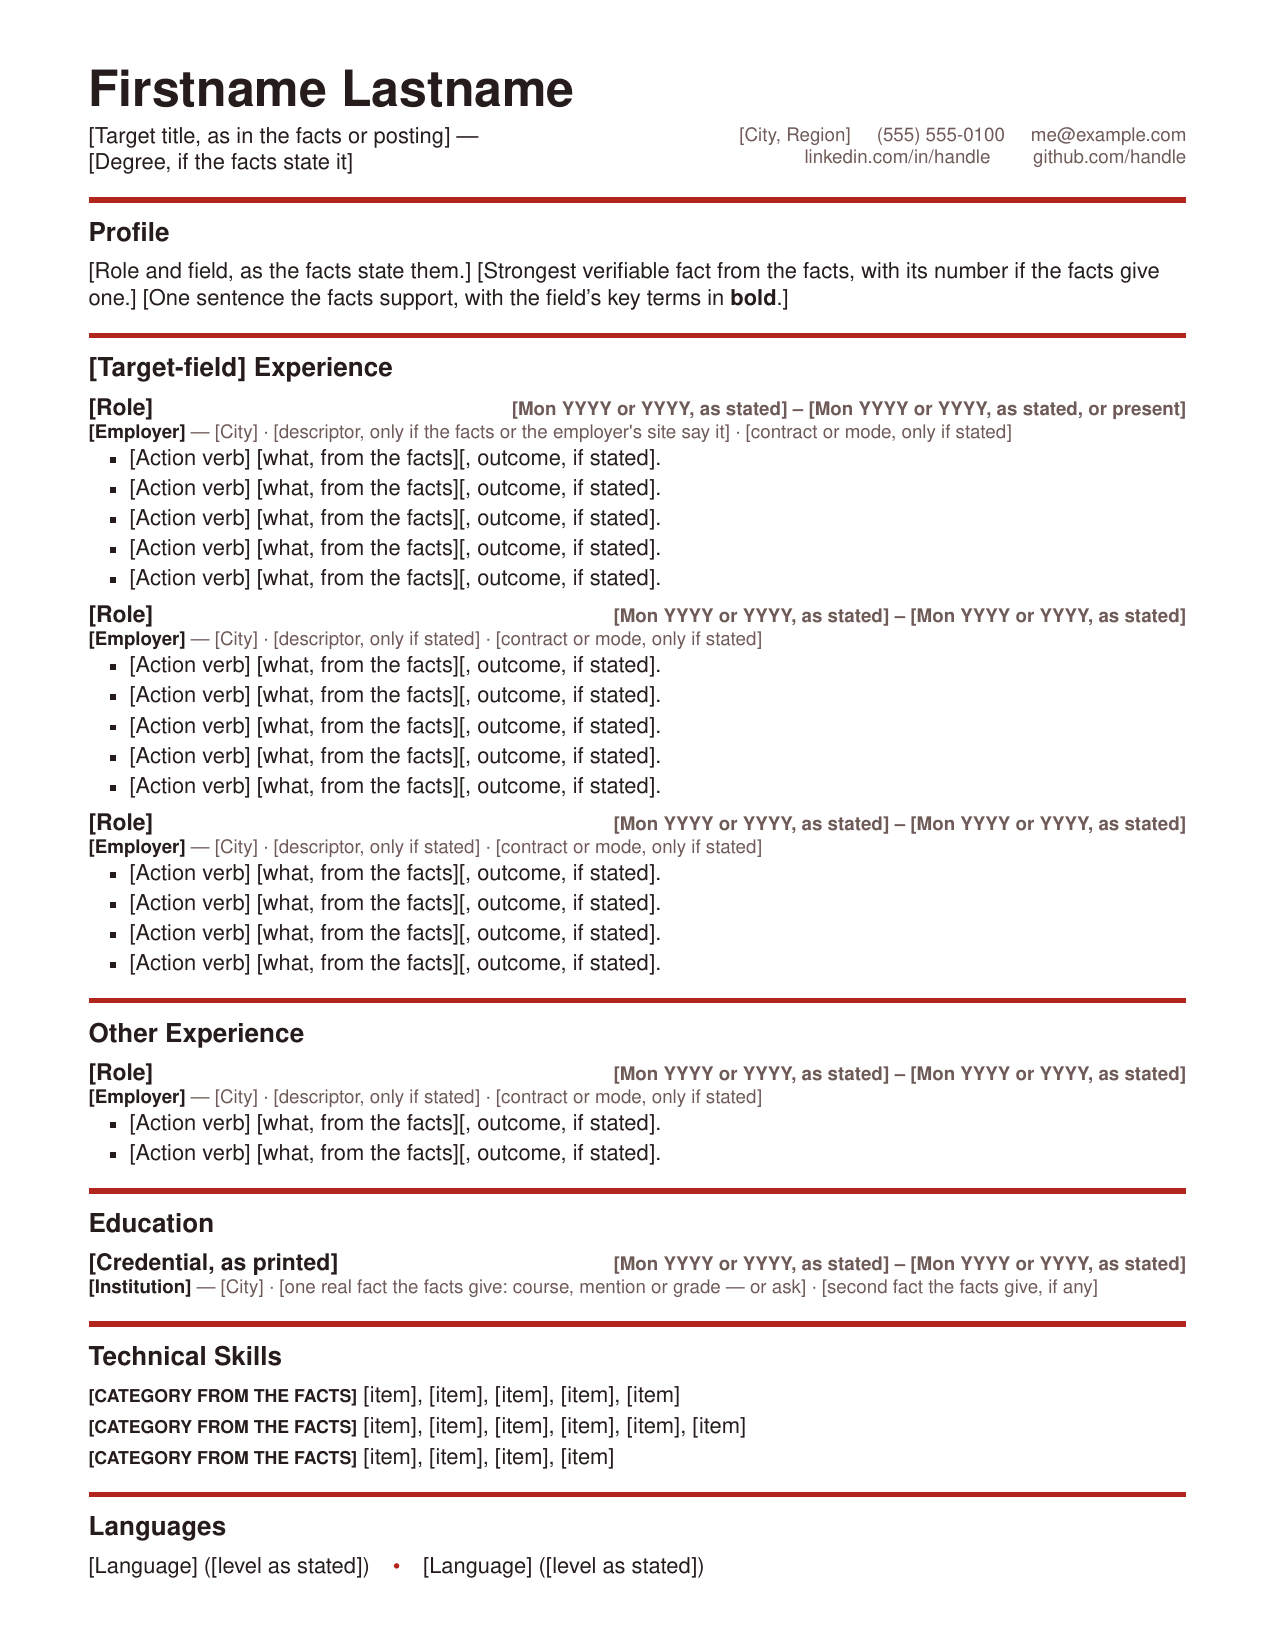 Firstname Lastname
[Target title, as in the facts or posting] —
[Degree, if the facts state it]
[City, Region] (555) 555-0100 me@example.com
linkedin.com/in/handle github.com/handle
Profile
[Role and field, as the facts state them.] [Strongest verifiable fact from the facts, with its number if the facts give
one.] [One sentence the facts support, with the field’s key terms in bold.]
[Target-field] Experience
[Role] [Mon YYYY or YYYY, as stated] – [Mon YYYY or YYYY, as stated, or present]
[Employer] — [City] · [descriptor, only if the facts or the employer's site say it] · [contract or mode, only if stated]
▪ [Action verb] [what, from the facts][, outcome, if stated].
▪ [Action verb] [what, from the facts][, outcome, if stated].
▪ [Action verb] [what, from the facts][, outcome, if stated].
▪ [Action verb] [what, from the facts][, outcome, if stated].
▪ [Action verb] [what, from the facts][, outcome, if stated].
[Role] [Mon YYYY or YYYY, as stated] – [Mon YYYY or YYYY, as stated]
[Employer] — [City] · [descriptor, only if stated] · [contract or mode, only if stated]
▪ [Action verb] [what, from the facts][, outcome, if stated].
▪ [Action verb] [what, from the facts][, outcome, if stated].
▪ [Action verb] [what, from the facts][, outcome, if stated].
▪ [Action verb] [what, from the facts][, outcome, if stated].
▪ [Action verb] [what, from the facts][, outcome, if stated].
[Role] [Mon YYYY or YYYY, as stated] – [Mon YYYY or YYYY, as stated]
[Employer] — [City] · [descriptor, only if stated] · [contract or mode, only if stated]
▪ [Action verb] [what, from the facts][, outcome, if stated].
▪ [Action verb] [what, from the facts][, outcome, if stated].
▪ [Action verb] [what, from the facts][, outcome, if stated].
▪ [Action verb] [what, from the facts][, outcome, if stated].
Other Experience
[Role] [Mon YYYY or YYYY, as stated] – [Mon YYYY or YYYY, as stated]
[Employer] — [City] · [descriptor, only if stated] · [contract or mode, only if stated]
▪ [Action verb] [what, from the facts][, outcome, if stated].
▪ [Action verb] [what, from the facts][, outcome, if stated].
Education
[Credential, as printed] [Mon YYYY or YYYY, as stated] – [Mon YYYY or YYYY, as stated]
[Institution] — [City] · [one real fact the facts give: course, mention or grade — or ask] · [second fact the facts give, if any]
Technical Skills
[CATEGORY FROM THE FACTS] [item], [item], [item], [item], [item]
[CATEGORY FROM THE FACTS] [item], [item], [item], [item], [item], [item]
[CATEGORY FROM THE FACTS] [item], [item], [item], [item]
Languages
[Language] ([level as stated]) • [Language] ([level as stated])